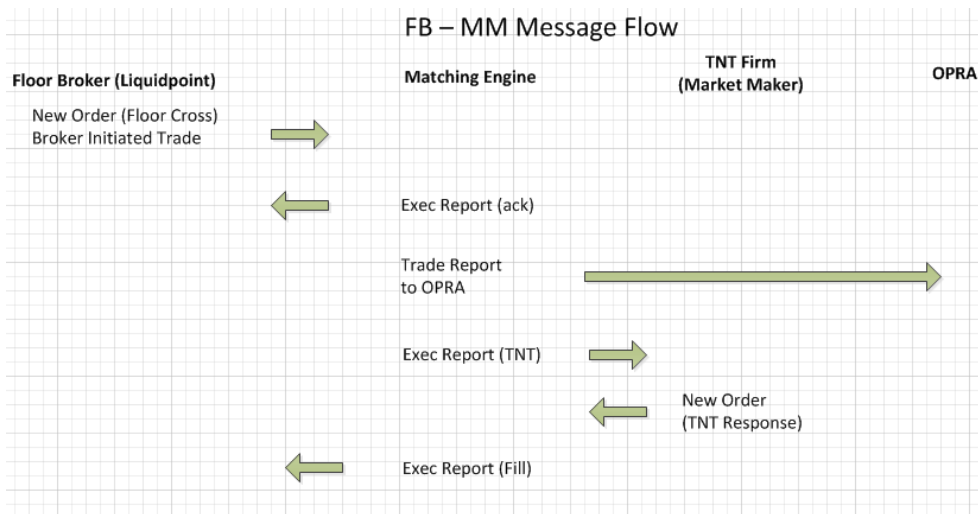 FB – MM Message Flow
Floor Broker (Liquidpoint)
Matching Engine
TNT Firm
(Market Maker)
OPRA
New Order (Floor Cross)
Broker Initiated Trade
Exec Report (ack)
Trade Report
to OPRA
Exec Report (TNT)
New Order
(TNT Response)
Exec Report (Fill)